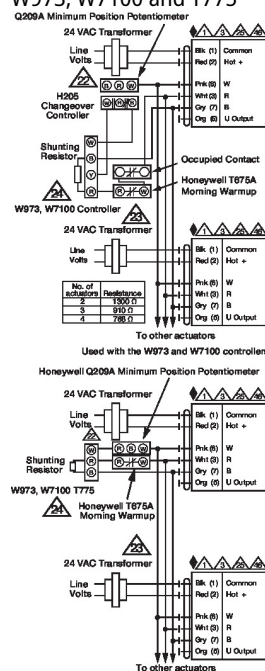 W973, W7100 and T775
Q209A Minimum Position Potentiometer
24 VAC Transformer
Line
Volts
Blk (1) Common
Red (2) Hot +
22
B R W
Pnk (6) W
H205
Changeover
Controller
W R B
Wht (3) R
Gry (7) B
Org (5) U Output
Shunting
Resistor
W
B
Y
R
Occupied Contact
Honeywell T675A
Morning Warmup
R W
24
W973, W7100 Controller
23
24 VAC Transformer
Line
Volts
Blk (1) Common
Red (2) Hot +
No. of
actuators Resistance
2 1300 Ω
3 910 Ω
4 768 Ω
Pnk (6) W
Wht (3) R
Gry (7) B
Org (5) U Output
To other actuators
Used with the W973 and W7100 controllers
Honeywell Q209A Minimum Position Potentiometer
24 VAC Transformer
Line
Volts
Blk (1) Common
Red (2) Hot +
22
W
R
B
R B W
R W
Pnk (6) W
Wht (3) R
Gry (7) B
Org (5) U Output
Shunting
Resistor
W973, W7100 T775
24
Honeywell T675A
Morning Warmup
23
24 VAC Transformer
Line
Volts
Blk (1) Common
Red (2) Hot +
Pnk (6) W
Wht (3) R
Gry (7) B
Org (5) U Output
To other actuators